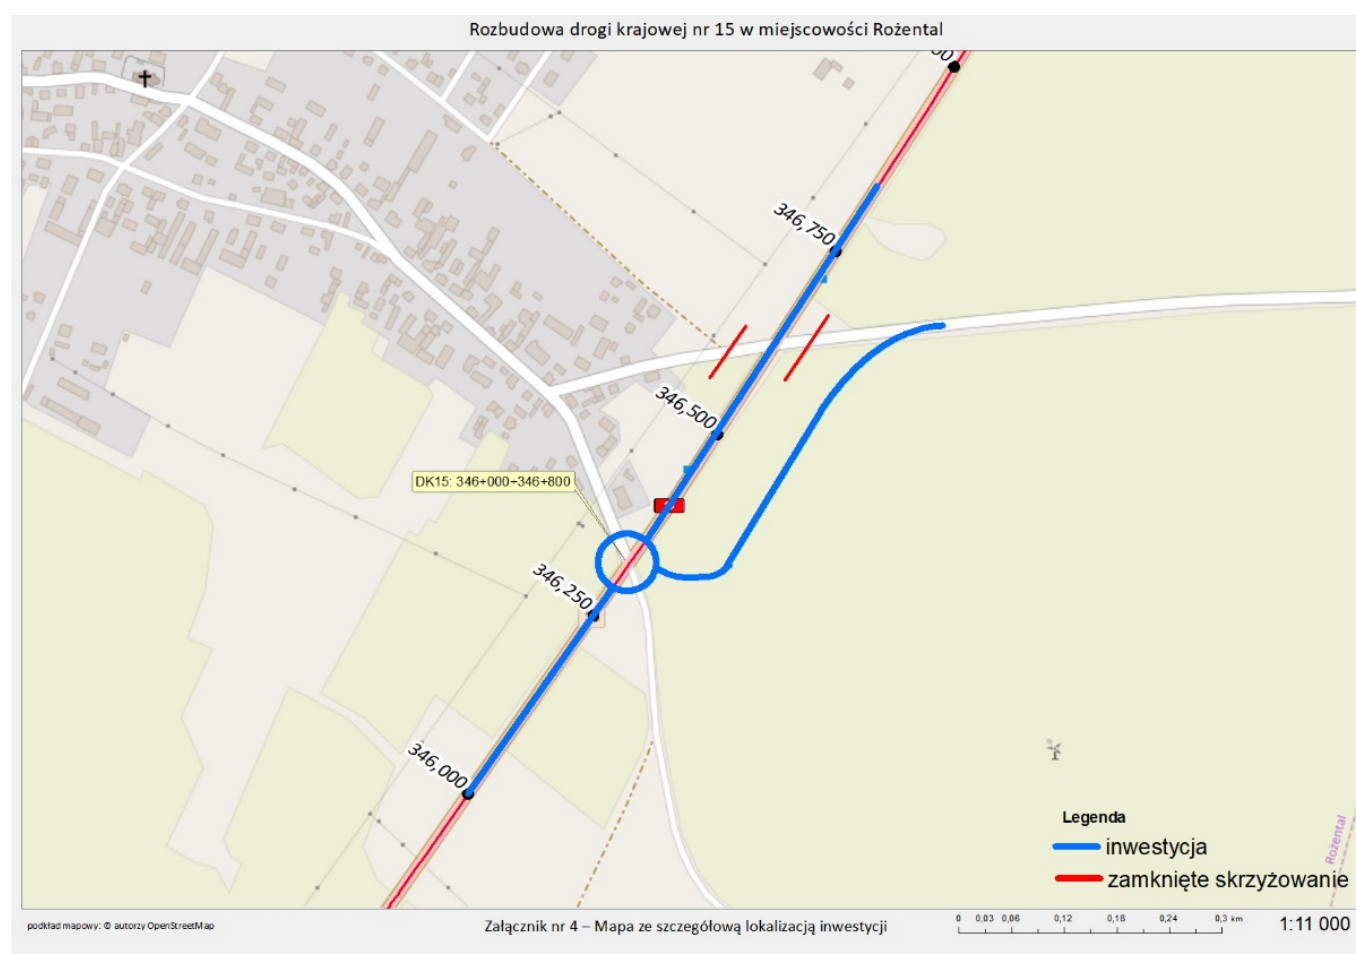 Rozbudowa drogi krajowej nr 15 w miejscowości Rożental
346,750
346,500
DK15: 346+000÷346+800
346,250
346,000
Legenda
inwestycja
zamknięte skrzyżowanie
Rożental
podkład mapowy: © autorzy OpenStreetMap
Załącznik nr 4 – Mapa ze szczegółową lokalizacją inwestycji
0 0,03 0,06 0,12 0,18 0,24 0,3 km
1:11 000